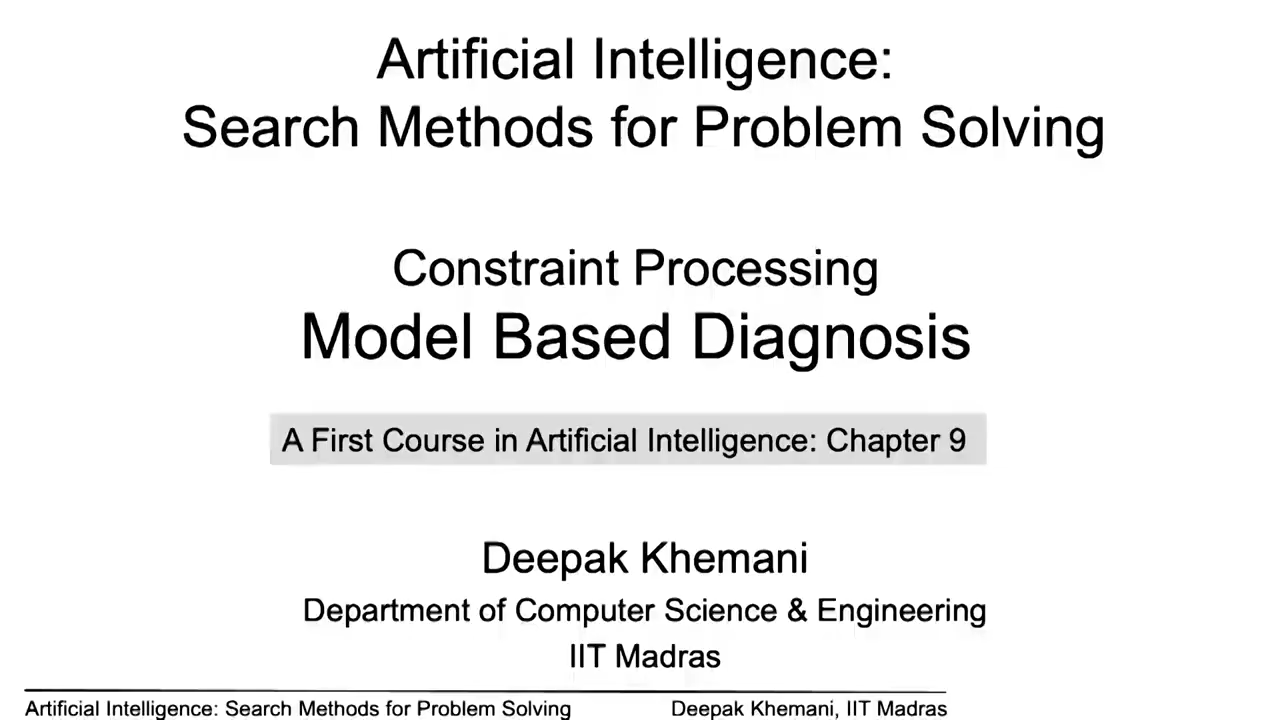 Artificial Intelligence:
Search Methods for Problem Solving
Constraint Processing
Model Based Diagnosis
A First Course in Artificial Intelligence: Chapter 9
Deepak Khemani
Department of Computer Science & Engineering
IIT Madras
Artificial Intelligence: Search Methods for Problem Solving Deepak Khemani, IIT Madras